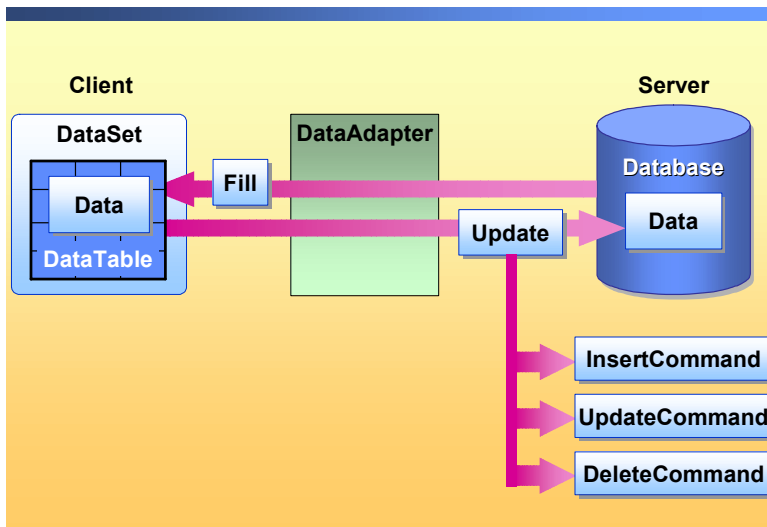 Client
Server
DataSet
DataAdapter
Database
Fill
Data
Data
Update
DataTable
InsertCommand
UpdateCommand
DeleteCommand